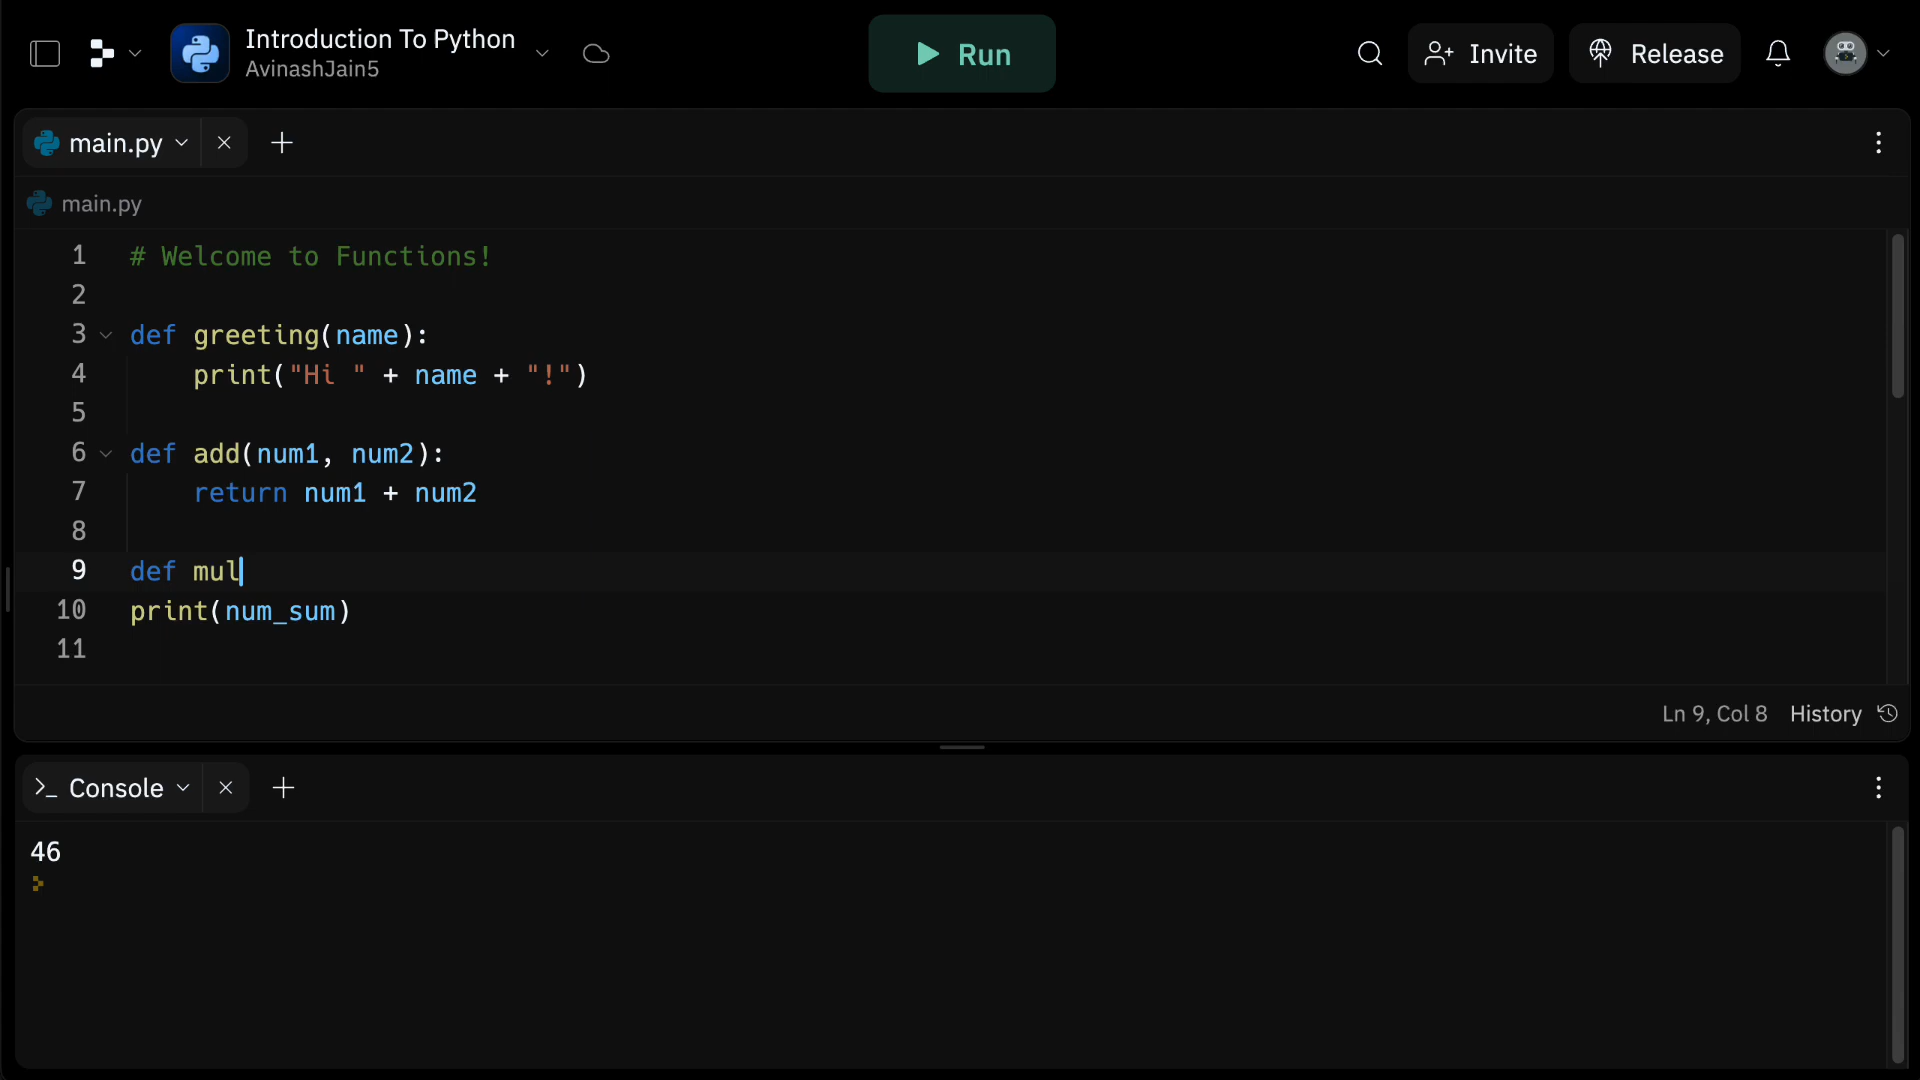 Introduction To Python
AvinashJain5
Run
Invite
Release
main.py
main.py
1 # Welcome to Functions!
2
3 def greeting(name):
4     print("Hi " + name + "!")
5
6 def add(num1, num2):
7     return num1 + num2
8
9 def mul
10 print(num_sum)
11
Ln 9, Col 8 History
>_ Console
46